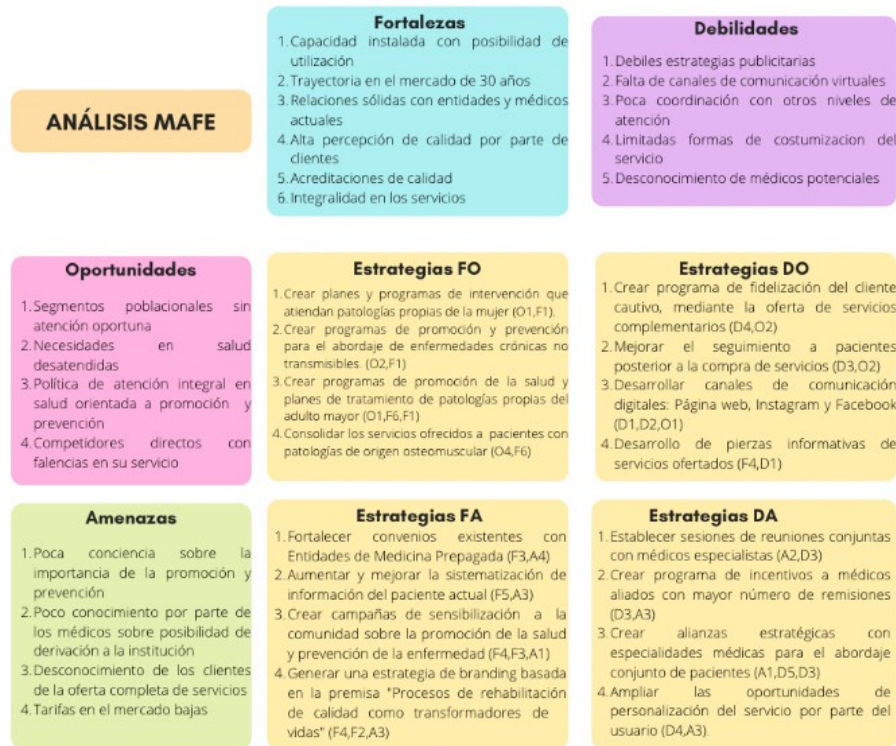 ANÁLISIS MAFE
Fortalezas
1. Capacidad instalada con posibilidad de
utilización
2. Trayectoria en el mercado de 30 años
3. Relaciones sólidas con entidades y médicos
actuales
4. Alta percepción de calidad por parte de
clientes
5. Acreditaciones de calidad
6. Integralidad en los servicios
Debilidades
1. Debiles estrategias publicitarias
2. Falta de canales de comunicación virtuales
3. Poca coordinación con otros niveles de
atención
4. Limitadas formas de costumizacion del
servicio
5. Desconocimiento de médicos potenciales
Oportunidades
1. Segmentos poblacionales sin
atención oportuna
2. Necesidades en salud
desatendidas
3. Política de atención integral en
salud orientada a promoción y
prevención
4. Competidores directos con
falencias en su servicio
Estrategias FO
1. Crear planes y programas de intervención que
atiendan patologías propias de la mujer (O1,F1).
2. Crear programas de promoción y prevención
para el abordaje de enfermedades crónicas no
transmisibles. (O2,F1)
3. Crear programas de promoción de la salud y
planes de tratamiento de patologías propias del
adulto mayor (O1,F6,F1)
4. Consolidar los servicios ofrecidos a pacientes con
patologías de origen osteomuscular (O4,F6)
Estrategias DO
1. Crear programa de fidelización del cliente
cautivo, mediante la oferta de servicios
complementarios (D4,O2)
2. Mejorar el seguimiento a pacientes
posterior a la compra de servicios (D3,O2)
3. Desarrollar canales de comunicación
digitales: Página web, Instagram y Facebook
(D1,D2,O1)
4. Desarrollo de pierzas informativas de
servicios ofertados (F4,D1)
Amenazas
1. Poca conciencia sobre la
importancia de la promoción y
prevención
2. Poco conocimiento por parte de
los médicos sobre posibilidad de
derivación a la institución
3. Desconocimiento de los clientes
de la oferta completa de servicios
4. Tarifas en el mercado bajas
Estrategias FA
1. Fortalecer convenios existentes con
Entidades de Medicina Prepagada (F3,A4)
2. Aumentar y mejorar la sistematización de
información del paciente actual (F5,A3)
3. Crear campañas de sensibilización a la
comunidad sobre la promoción de la salud
y prevención de la enfermedad (F4,F3,A1)
4. Generar una estrategia de branding basada
en la premisa "Procesos de rehabilitación
de calidad como transformadores de
vidas" (F4,F2,A3)
Estrategias DA
1. Establecer sesiones de reuniones conjuntas
con médicos especialistas (A2,D3)
2. Crear programa de incentivos a médicos
aliados con mayor número de remisiones
(D3,A3)
3. Crear alianzas estratégicas con
especialidades médicas para el abordaje
conjunto de pacientes (A1,D5,D3)
4. Ampliar las oportunidades de
personalización del servicio por parte del
usuario (D4,A3).